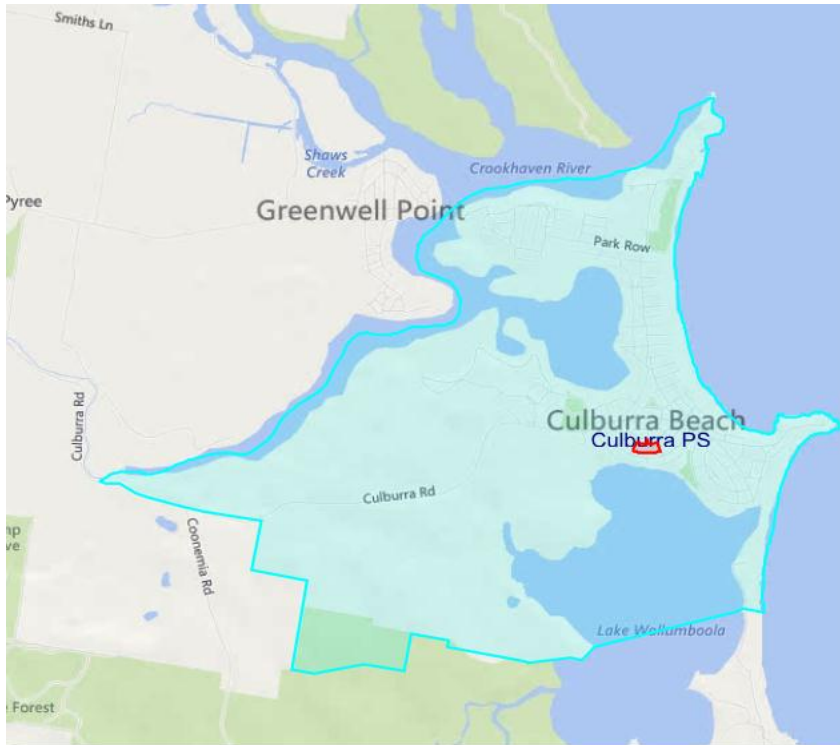 Smiths Ln
Shaws
Creek
Crookhaven River
Pyree
Greenwell Point
Park Row
Culburra Rd
Culburra Beach
Culburra PS
Culburra Rd
Coonemia Rd
Lake Wollumboola
Forest